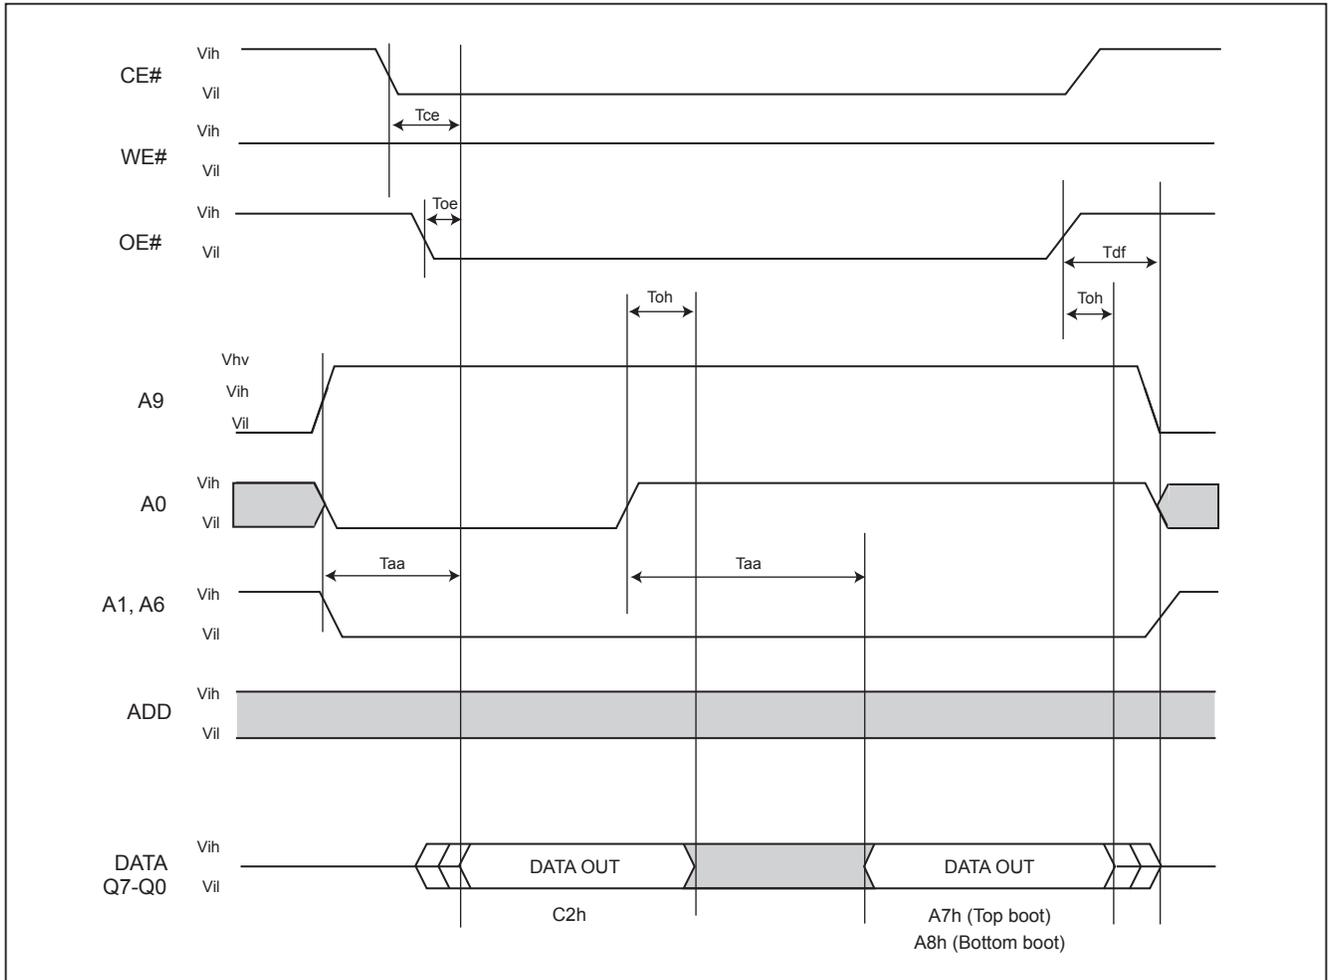 Vih
CE#
Vil
Tce
Vih
WE#
Vil
Toe
Vih
OE#
Vil
Tdf
Toh
Toh
Vhv
Vih
A9
Vil
Vih
A0
Vil
Taa
Taa
Vih
A1, A6
Vil
Vih
ADD
Vil
Vih
DATA
Q7-Q0
Vil
DATA OUT
DATA OUT
C2h
A7h (Top boot)
A8h (Bottom boot)